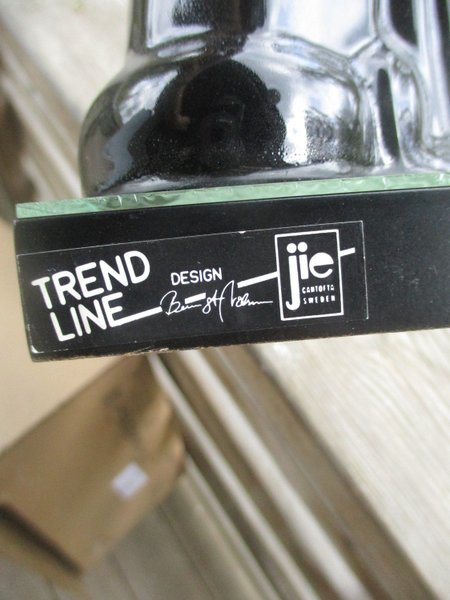 TREND
LINE
DESIGN
jie
GANTOFTA
SWEDEN